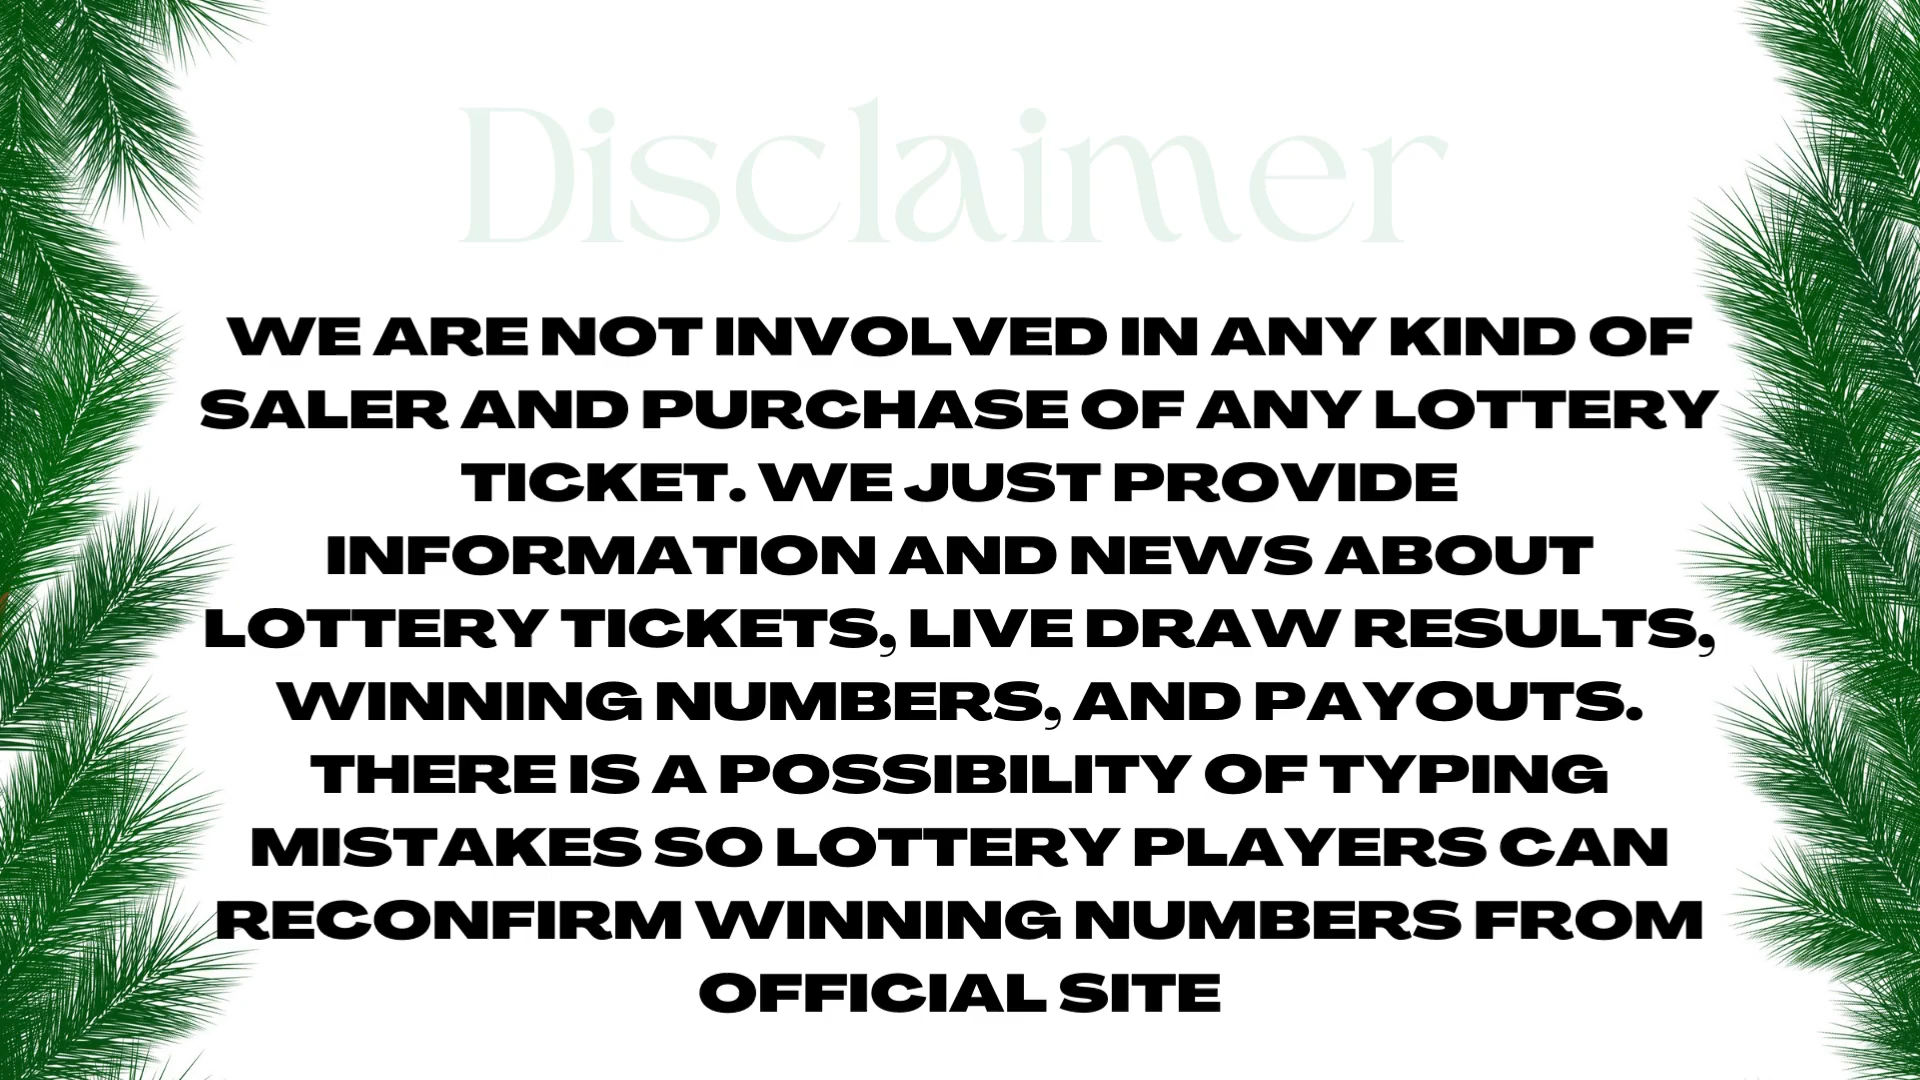 Disclaimer
WE ARE NOT INVOLVED IN ANY KIND OF
SALER AND PURCHASE OF ANY LOTTERY
TICKET. WE JUST PROVIDE
INFORMATION AND NEWS ABOUT
LOTTERY TICKETS, LIVE DRAW RESULTS,
WINNING NUMBERS, AND PAYOUTS.
THERE IS A POSSIBILITY OF TYPING
MISTAKES SO LOTTERY PLAYERS CAN
RECONFIRM WINNING NUMBERS FROM
OFFICIAL SITE